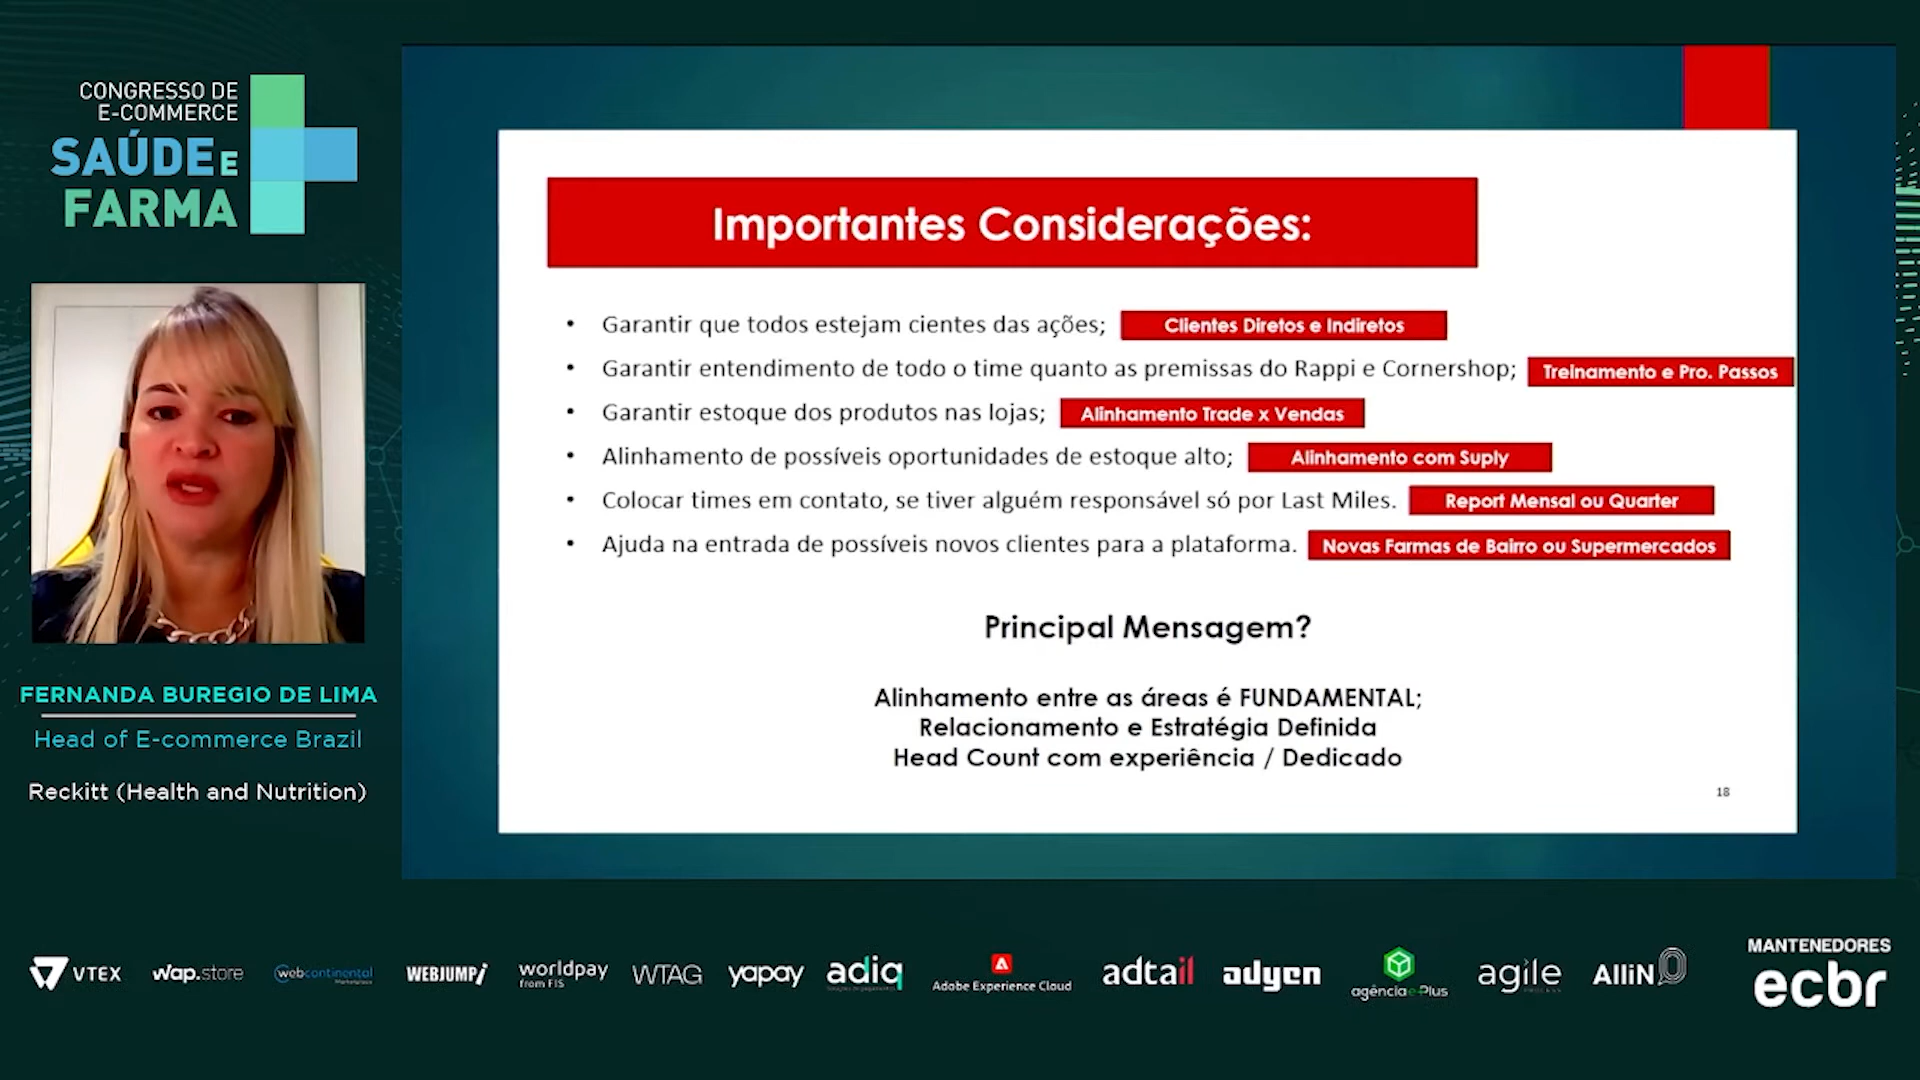 CONGRESSO DE
E-COMMERCE
SAÚDE E
FARMA
Importantes Considerações:
• Garantir que todos estejam cientes das ações; Clientes Diretos e Indiretos
• Garantir entendimento de todo o time quanto as premissas do Rappi e Cornershop; Treinamento e Pro. Passos
• Garantir estoque dos produtos nas lojas; Alinhamento Trade x Vendas
• Alinhamento de possíveis oportunidades de estoque alto; Alinhamento com Suply
• Colocar times em contato, se tiver alguém responsável só por Last Miles. Report Mensal ou Quarter
• Ajuda na entrada de possíveis novos clientes para a plataforma. Novas Farmas de Bairro ou Supermercados
Principal Mensagem?
Alinhamento entre as áreas é FUNDAMENTAL;
Relacionamento e Estratégia Definida
Head Count com experiência / Dedicado
18
FERNANDA BUREGIO DE LIMA
Head of E-commerce Brazil
Reckitt (Health and Nutrition)
VTEX
wap.store
webcontinental
Marketplace
WEBJUMP!
worldpay
from FIS
WTAG
yapay
adiq
Adobe Experience Cloud
adtail
adyen
agência e-Plus
agile
AlliN
MANTENEDORES
ecbr